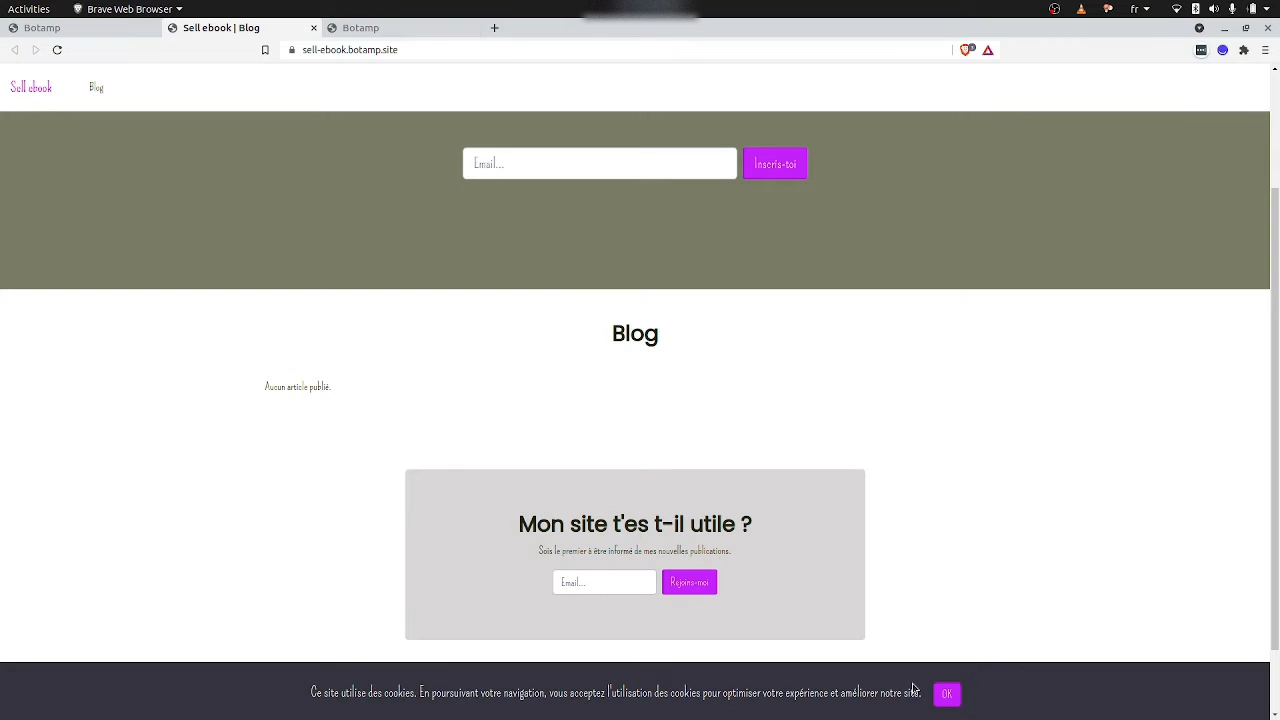 Activities
Brave Web Browser
fr
Botamp
Sell ebook | Blog
Botamp
sell-ebook.botamp.site
Sell ebook
Blog
Email...
Inscris-toi
Blog
Aucun article publié.
Mon site t'es t-il utile ?
Sois le premier à être informé de mes nouvelles publications.
Email...
Rejoins-moi
Ce site utilise des cookies. En poursuivant votre navigation, vous acceptez l'utilisation des cookies pour optimiser votre expérience et améliorer notre site.
OK